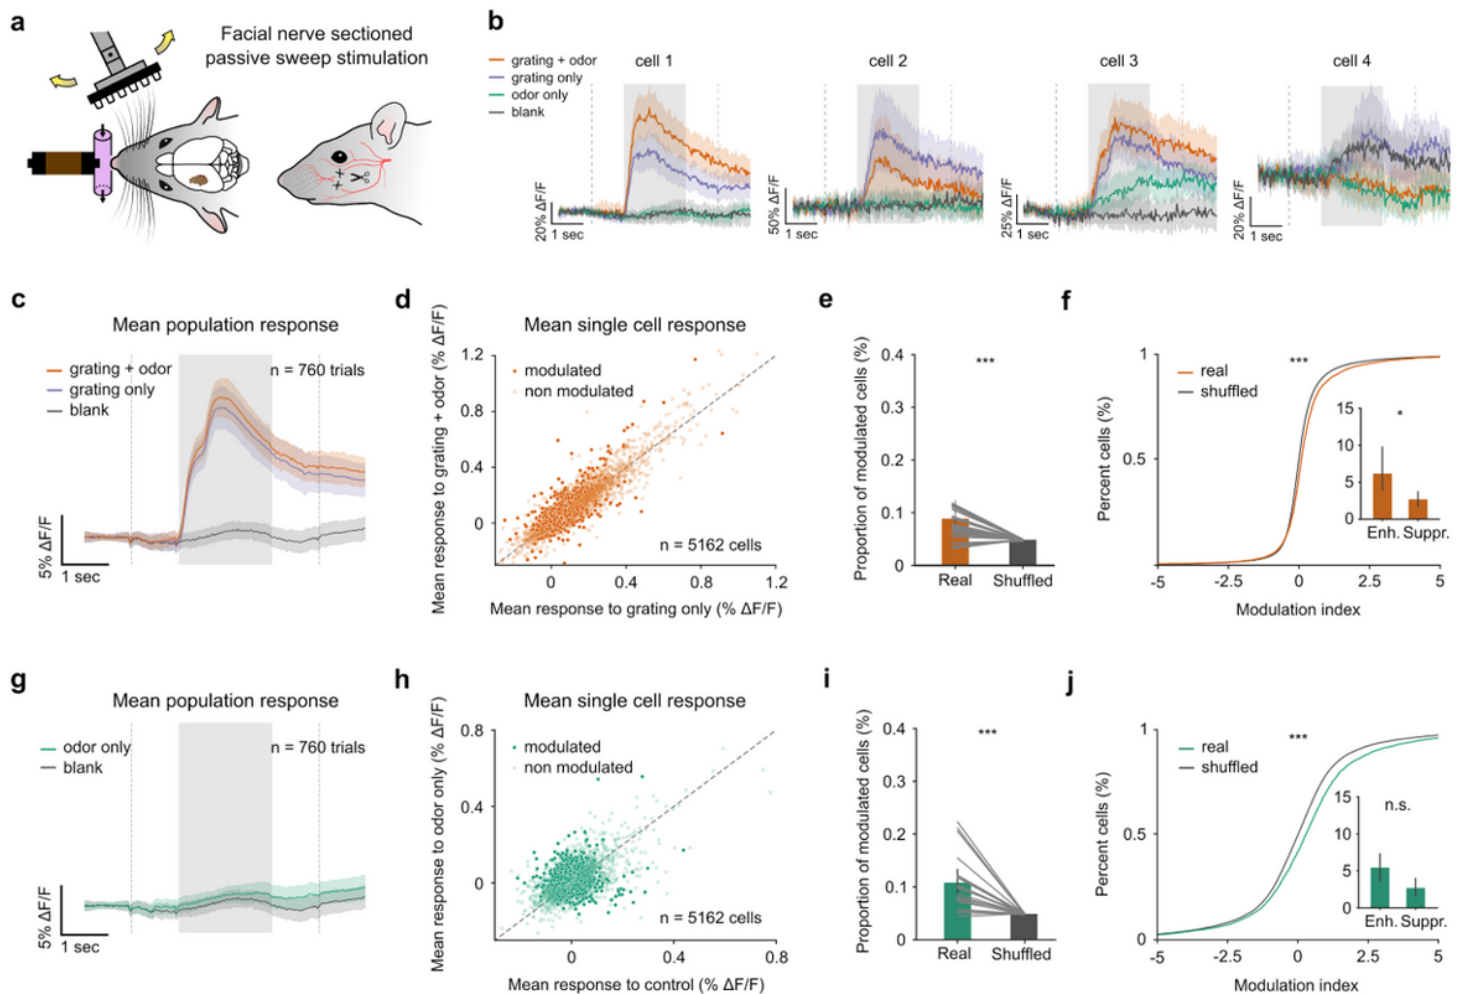 a
Facial nerve sectioned
passive sweep stimulation
b
grating + odor
grating only
odor only
blank
cell 1
cell 2
cell 3
cell 4
20% ΔF/F
1 sec
50% ΔF/F
1 sec
25% ΔF/F
1 sec
20% ΔF/F
1 sec
c
Mean population response
grating + odor
grating only
blank
n = 760 trials
5% ΔF/F
1 sec
d
Mean single cell response
Mean response to grating + odor (% ΔF/F)
1.2
0.8
0.4
0
modulated
non modulated
n = 5162 cells
0
0.4
0.8
1.2
Mean response to grating only (% ΔF/F)
e
Proportion of modulated cells (%)
0.4
0.3
0.2
0.1
0
***
Real
Shuffled
f
Percent cells (%)
1
0.5
0
real
shuffled
***
15
10
5
0
*
Enh. Suppr.
-5
-2.5
0
2.5
5
Modulation index
g
Mean population response
odor only
blank
n = 760 trials
5% ΔF/F
1 sec
h
Mean single cell response
Mean response to odor only (% ΔF/F)
0.8
0.4
0
modulated
non modulated
n = 5162 cells
0
0.4
0.8
Mean response to control (% ΔF/F)
i
Proportion of modulated cells (%)
0.4
0.3
0.2
0.1
0
***
Real
Shuffled
j
Percent cells (%)
1
0.5
0
real
shuffled
***
15
10
5
0
n.s.
Enh. Suppr.
-5
-2.5
0
2.5
5
Modulation index